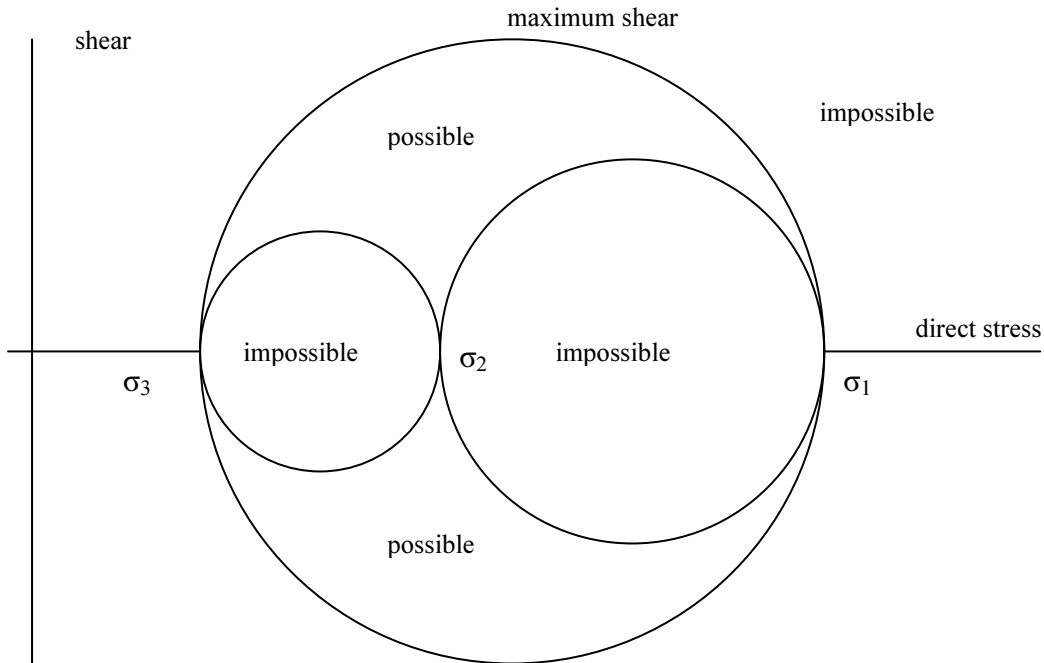 maximum shear
shear
impossible
possible
direct stress
impossible
σ2
impossible
σ3
σ1
possible